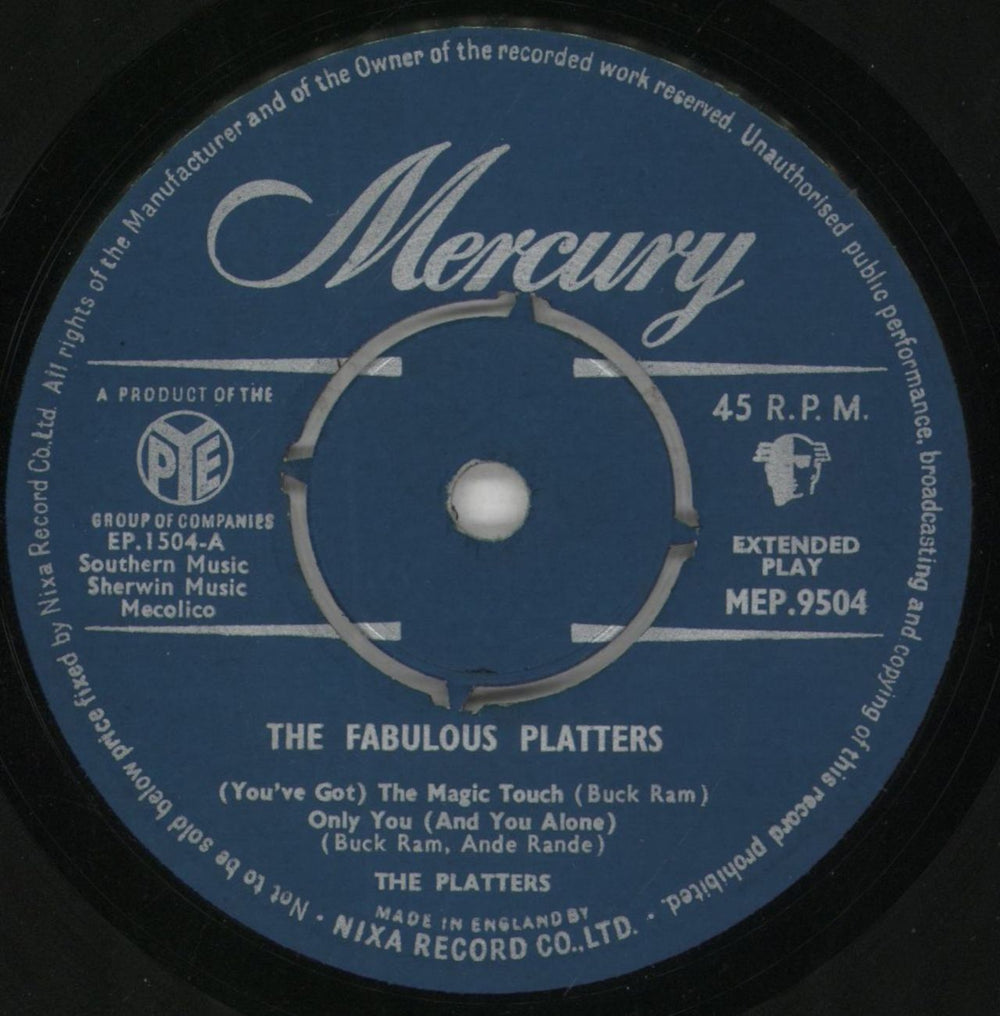 Not to be sold below price fixed by Nixa Record Co.Ltd. All rights of the Manufacturer and of the Owner of the recorded work reserved. Unauthorised public performance, broadcasting and copying of this record prohibited.
Mercury
A PRODUCT OF THE
PYE
GROUP OF COMPANIES
EP.1504-A
Southern Music
Sherwin Music
Mecolico
45 R.P.M.
EXTENDED
PLAY
MEP.9504
THE FABULOUS PLATTERS
(You've Got) The Magic Touch (Buck Ram)
Only You (And You Alone)
(Buck Ram, Ande Rande)
THE PLATTERS
MADE IN ENGLAND BY
NIXA RECORD CO.,LTD.